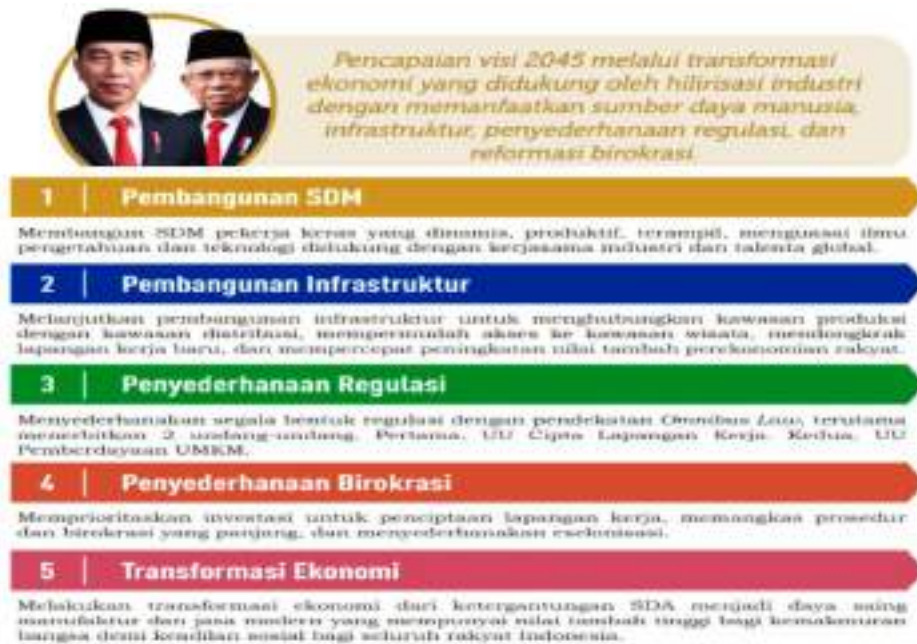 Pencapaian visi 2045 melalui transformasi
ekonomi yang didukung oleh hilirisasi industri
dengan memanfaatkan sumber daya manusia,
infrastruktur, penyederhanaan regulasi, dan
reformasi birokrasi
1 | Pembangunan SDM
Membangun SDM pekerja keras yang dinamis, produktif, terampil, menguasai ilmu
pengetahuan dan teknologi didukung dengan kerjasama industri dan talenta global.
2 | Pembangunan Infrastruktur
Melanjutkan pembangunan infrastruktur untuk menghubungkan kawasan produksi
dengan kawasan distribusi, mempermudah akses ke kawasan wisata, mendongkrak
lapangan kerja baru, dan mempercepat peningkatan nilai tambah perekonomian rakyat.
3 | Penyederhanaan Regulasi
Menyederhanakan segala bentuk regulasi dengan pendekatan Omnibus Law, terutama
menerbitkan 2 undang-undang. Pertama, UU Cipta Lapangan Kerja. Kedua, UU
Pemberdayaan UMKM.
4 | Penyederhanaan Birokrasi
Memprioritaskan investasi untuk penciptaan lapangan kerja, memangkas prosedur
dan birokrasi yang panjang, dan menyederhanakan eselonisasi.
5 | Transformasi Ekonomi
Melakukan transformasi ekonomi dari ketergantungan SDA menjadi daya saing
manufaktur dan jasa modern yang mempunyai nilai tambah tinggi bagi kemakmuran
bangsa demi keadilan sosial bagi seluruh rakyat Indonesia.